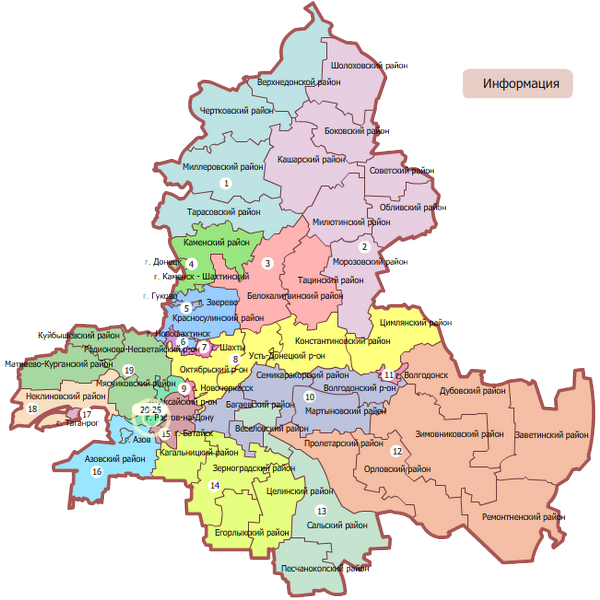 Шолоховский район
Информация
Верхнедонской район
Чертковский район
Боковский район
Кашарский район
Миллеровский район
Советский район
1
Обливский район
Тарасовский район
Милютинский район
Каменский район
2
г. Донецк
4
3
Морозовский район
г. Каменск - Шахтинский
Тацинский район
г. Гуково
Белокалитвинский район
г. Зверево
5
Красносулинский район
Цимлянский район
Куйбышевский район
г. Новошахтинск
6
7
г. Шахты
Константиновский район
Родионово-Несветайский р-он
Усть-Донецкий р-он
8
Матвеево-Курганский район
19
Октябрьский р-он
Семикаракорский район
11
г. Волгодонск
Мясниковский район
9
г. Новочеркасск
Волгодонский р-он
Дубовский район
Неклиновский район
10
18
17
20
25
Багаевский район
Мартыновский район
г. Таганрог
г. Ростов-на-Дону
г. Батайск
15
Веселовский район
Зимовниковский район
Заветинский район
г. Азов
Пролетарский район
Кагальницкий район
12
Азовский район
16
Зерноградский район
Орловский район
14
Целинский район
13
Сальский район
Ремонтненский район
Егорлыкский район
Песчанокопский район